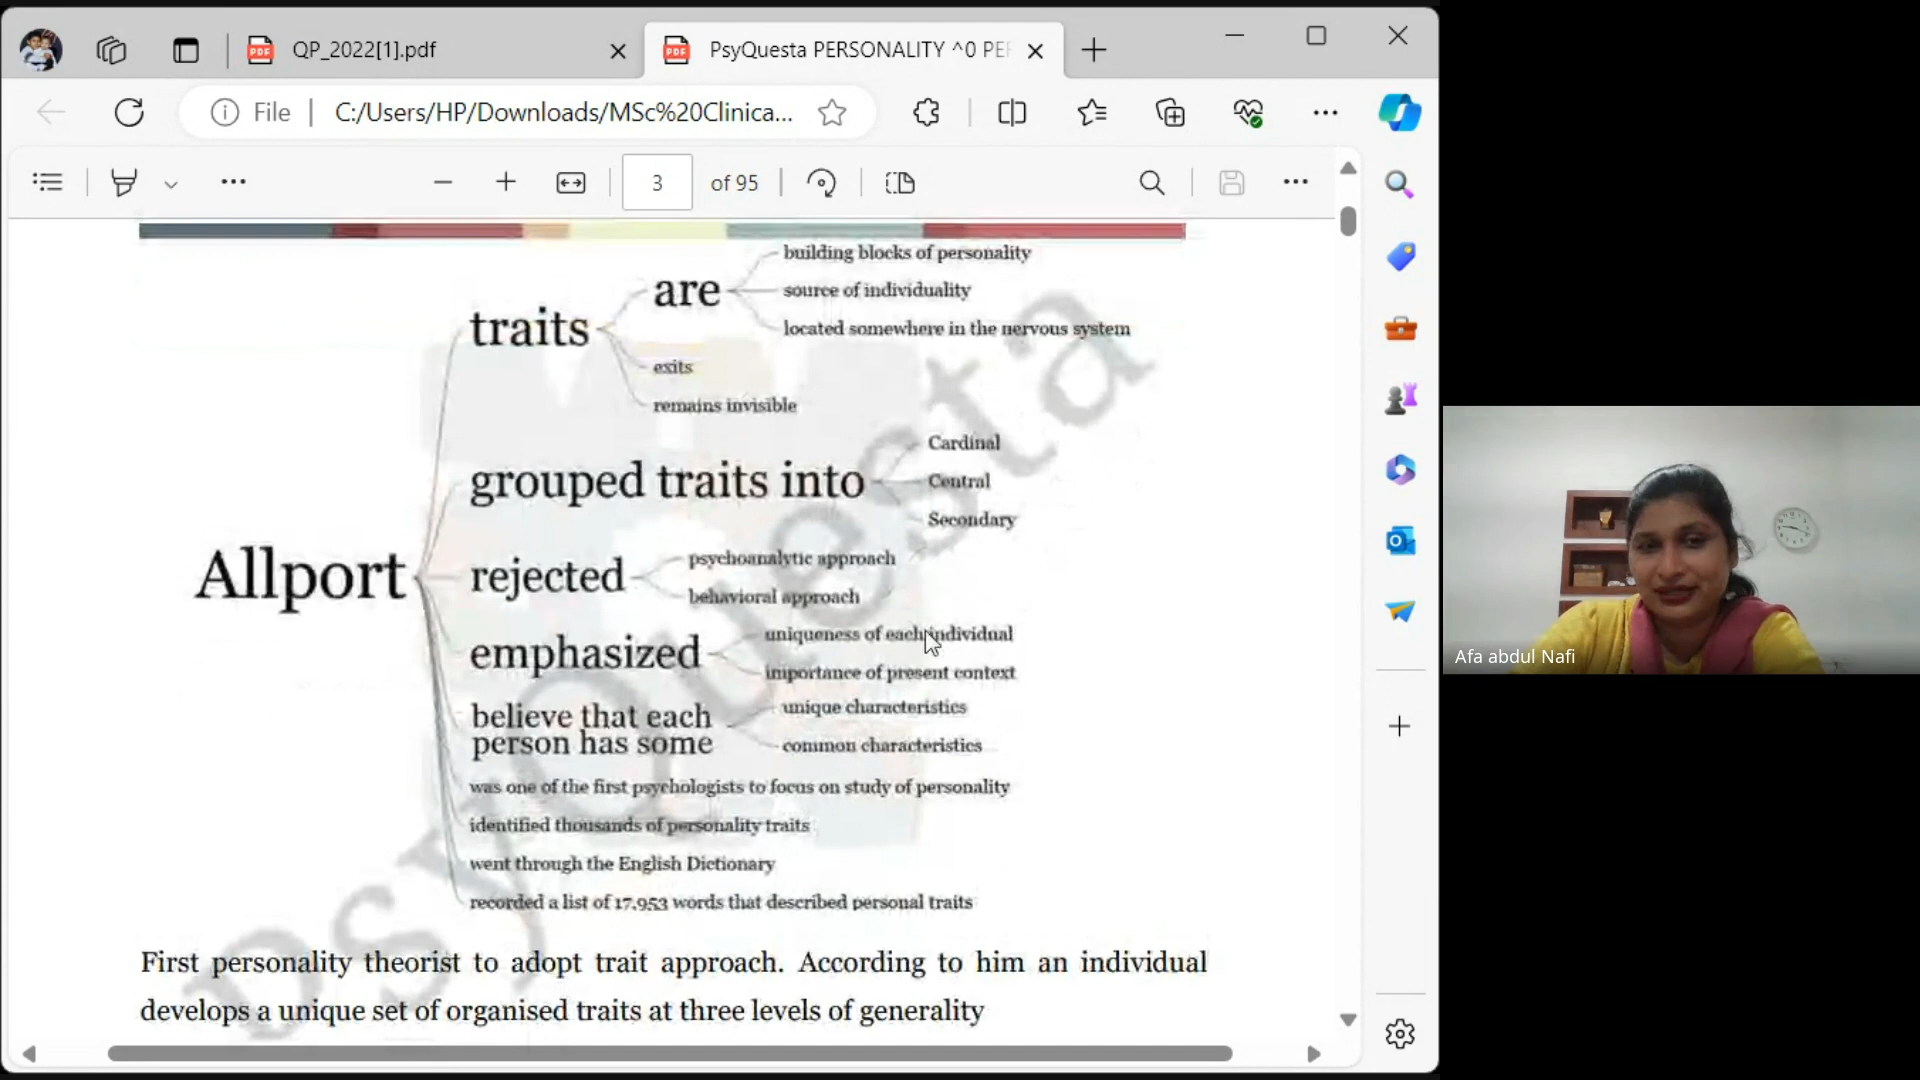 QP_2022[1].pdf
PsyQuesta PERSONALITY ^0 PER
File
C:/Users/HP/Downloads/MSc%20Clinica...
3 of 95
building blocks of personality
are
source of individuality
traits
located somewhere in the nervous system
exits
remains invisible
Cardinal
grouped traits into
Central
Secondary
psychoanalytic approach
Allport
rejected
behavioral approach
uniqueness of each individual
emphasized
importance of present context
believe that each
person has some
unique characteristics
common characteristics
was one of the first psychologists to focus on study of personality
identified thousands of personality traits
went through the English Dictionary
recorded a list of 17,953 words that described personal traits
First personality theorist to adopt trait approach. According to him an individual
develops a unique set of organised traits at three levels of generality
psyQuesta
Afa abdul Nafi